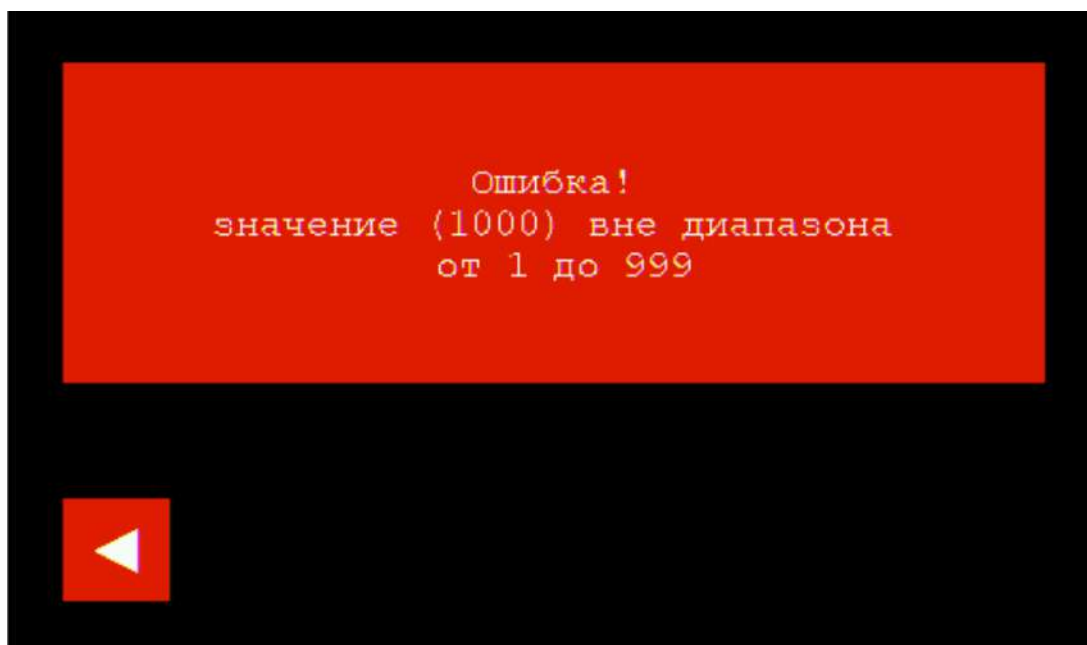 Ошибка!
значение (1000) вне диапазона
от 1 до 999